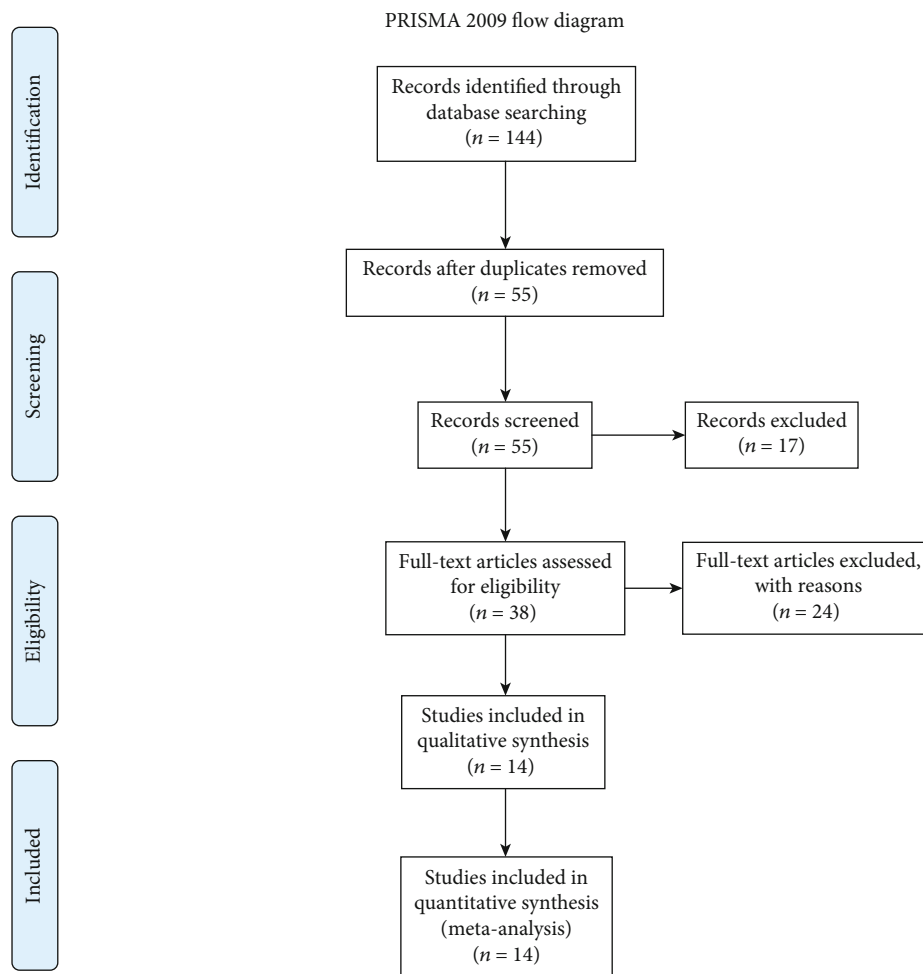 PRISMA 2009 flow diagram
Identification
Records identified through
database searching
(n = 144)
Screening
Records after duplicates removed
(n = 55)
Records screened
(n = 55)
Records excluded
(n = 17)
Eligibility
Full-text articles assessed
for eligibility
(n = 38)
Full-text articles excluded,
with reasons
(n = 24)
Studies included in
qualitative synthesis
(n = 14)
Included
Studies included in
quantitative synthesis
(meta-analysis)
(n = 14)